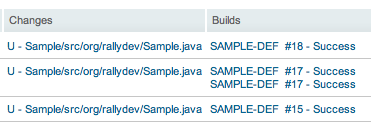 Changes Builds
U - Sample/src/org/rallydev/Sample.java SAMPLE-DEF #18 - Success
U - Sample/src/org/rallydev/Sample.java SAMPLE-DEF #17 - Success
SAMPLE-DEF #17 - Success
U - Sample/src/org/rallydev/Sample.java SAMPLE-DEF #15 - Success